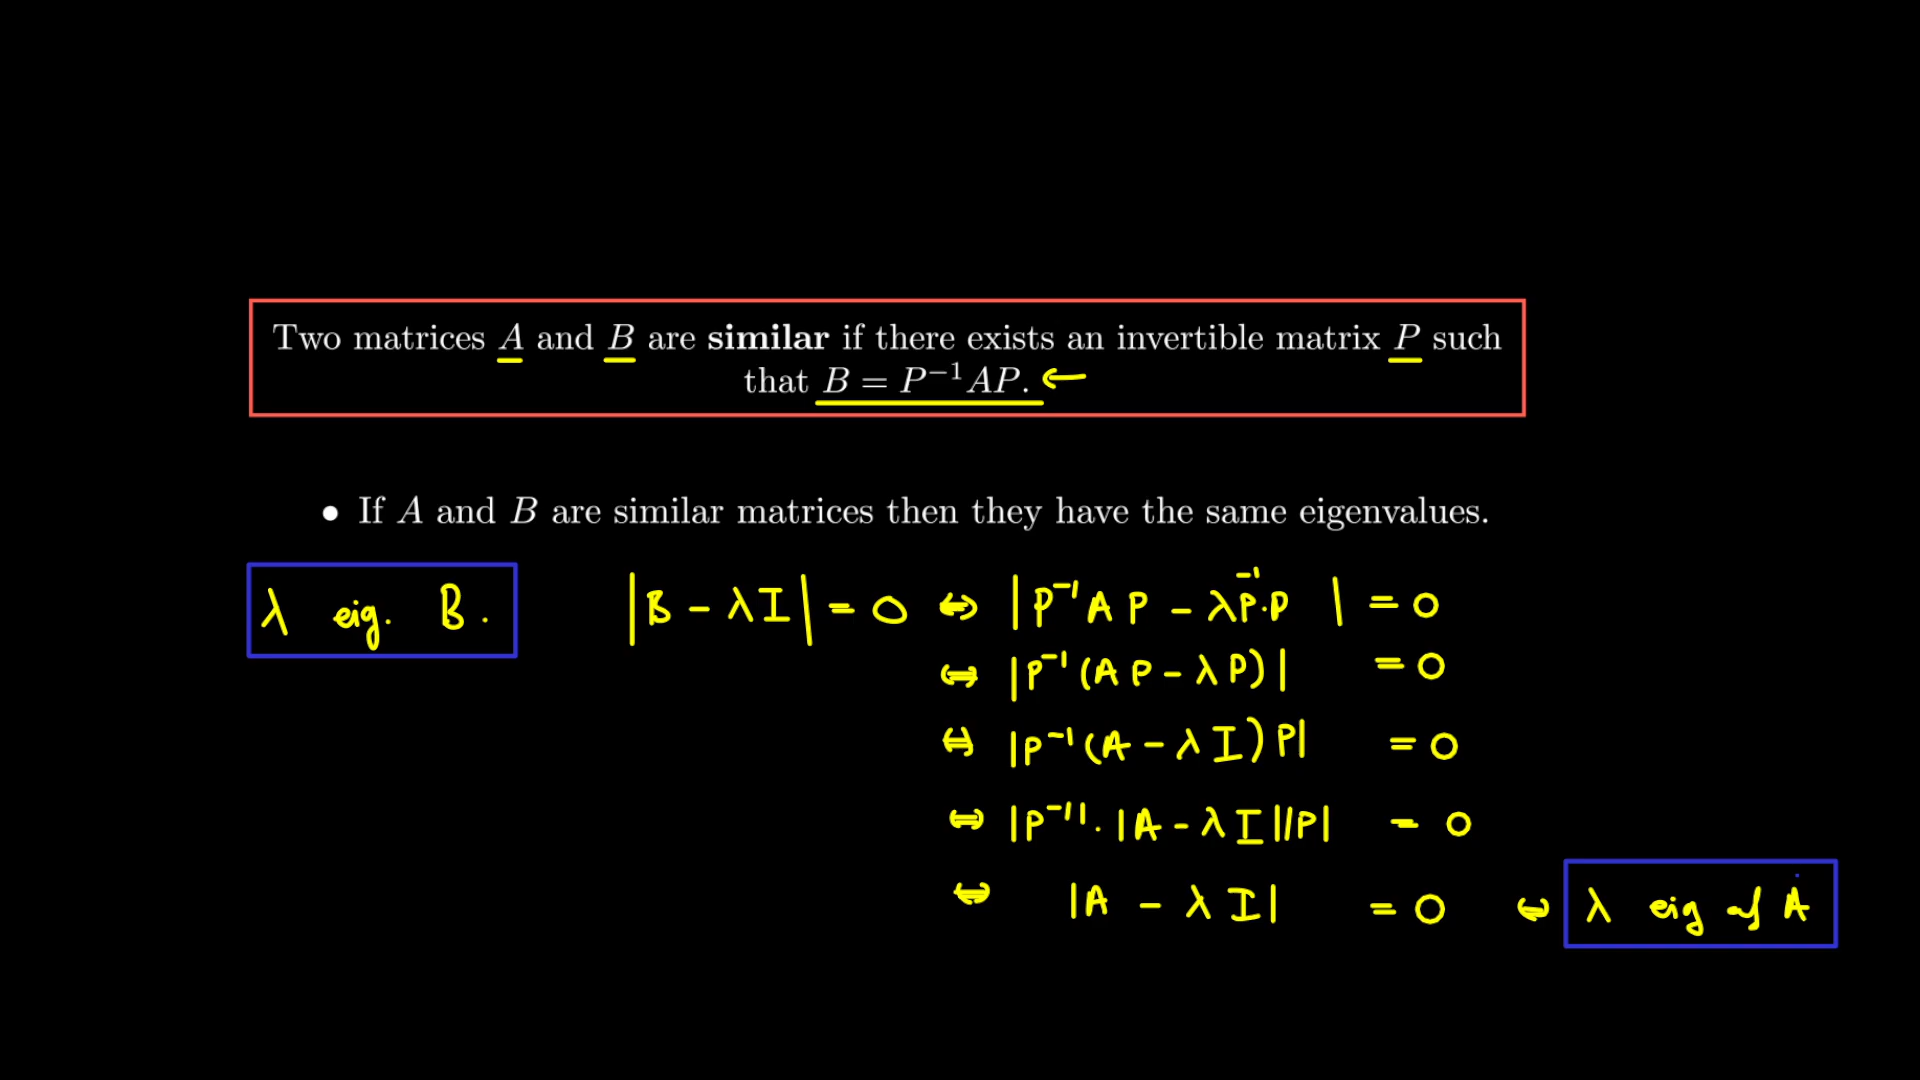 Two matrices A and B are similar if there exists an invertible matrix P such
that B = P⁻¹AP.
• If A and B are similar matrices then they have the same eigenvalues.
λ eig. B. |B - λI| = 0 ⇔ |P⁻¹AP - λP⁻¹·P| = 0
⇔ |P⁻¹(AP - λP)| = 0
⇔ |P⁻¹(A - λI)P| = 0
⇔ |P⁻¹|·|A - λI||P| = 0
⇔ |A - λI| = 0 ⇔ λ eig of A